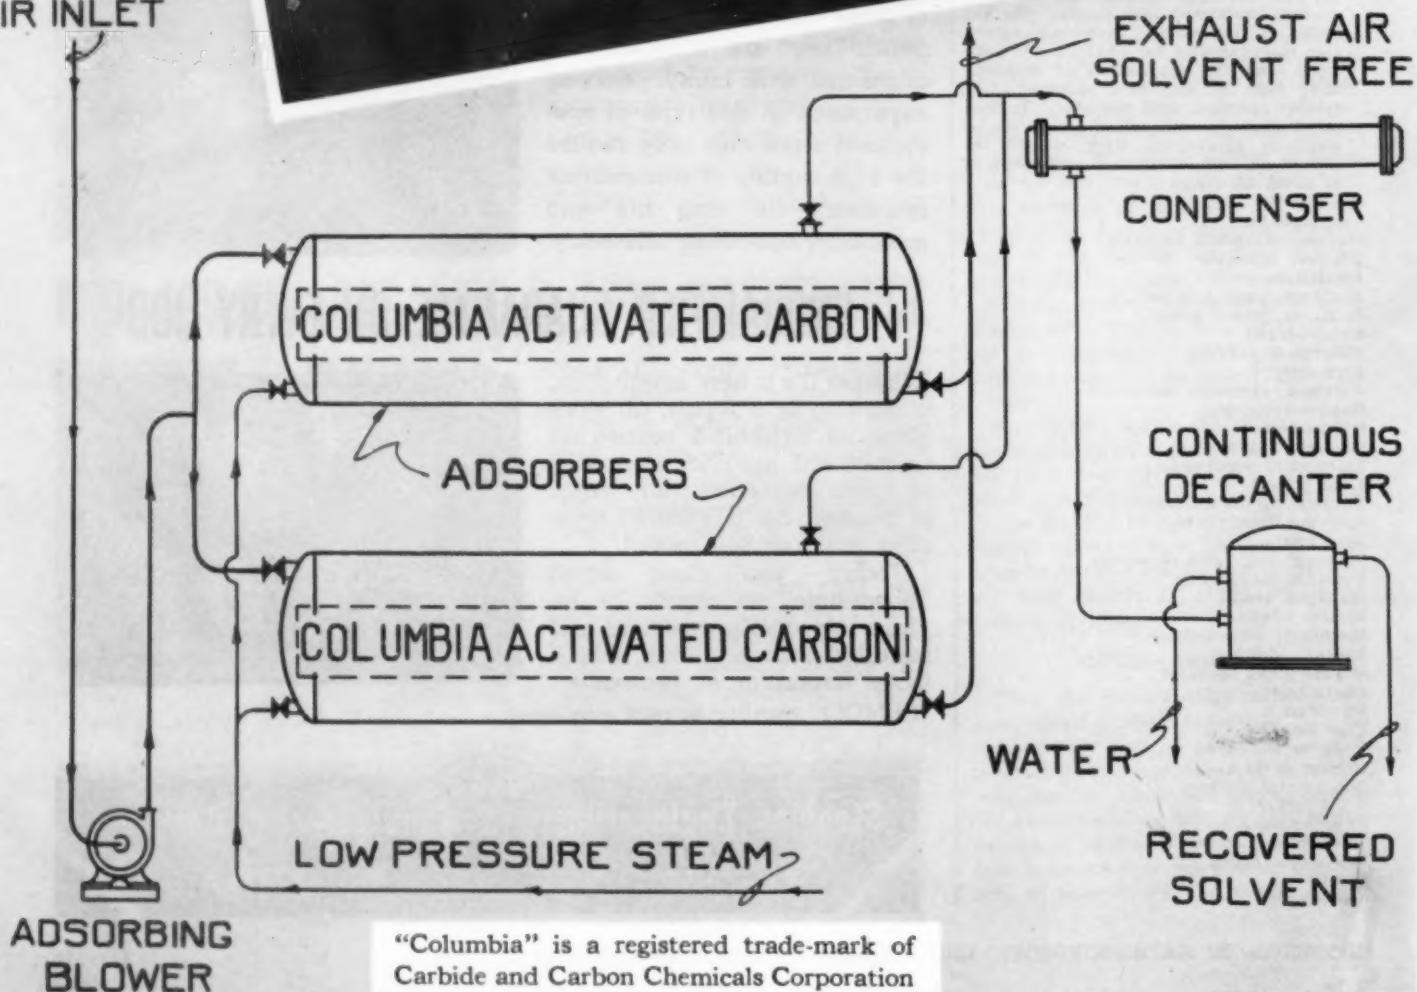 IR INLET
EXHAUST AIR
SOLVENT FREE
CONDENSER
COLUMBIA ACTIVATED CARBON
ADSORBERS
CONTINUOUS
DECANTER
COLUMBIA ACTIVATED CARBON
WATER
LOW PRESSURE STEAM
RECOVERED
SOLVENT
ADSORBING
BLOWER
"Columbia" is a registered trade-mark of
Carbide and Carbon Chemicals Corporation